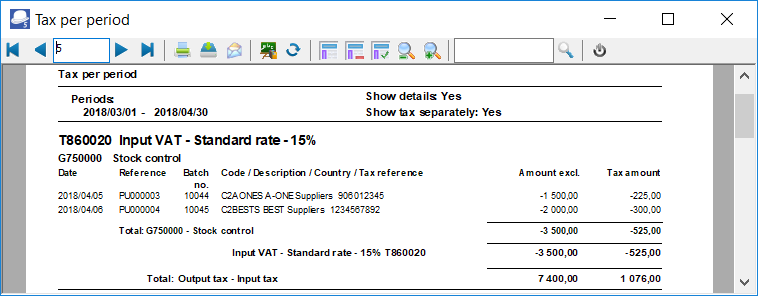 Tax per period
5
Tax per period
Periods:
2018/03/01 - 2018/04/30
Show details: Yes
Show tax separately: Yes
T860020 Input VAT - Standard rate - 15%
G750000 Stock control
Date Reference Batch no. Code / Description / Country / Tax reference Amount excl. Tax amount
2018/04/05 PU000003 10044 C2AONES A-ONE Suppliers 906012345 -1 500,00 -225,00
2018/04/06 PU000004 10045 C2BESTS BEST Suppliers 1234567892 -2 000,00 -300,00
Total: G750000 - Stock control -3 500,00 -525,00
Input VAT - Standard rate - 15% T860020 -3 500,00 -525,00
Total: Output tax - Input tax 7 400,00 1 076,00